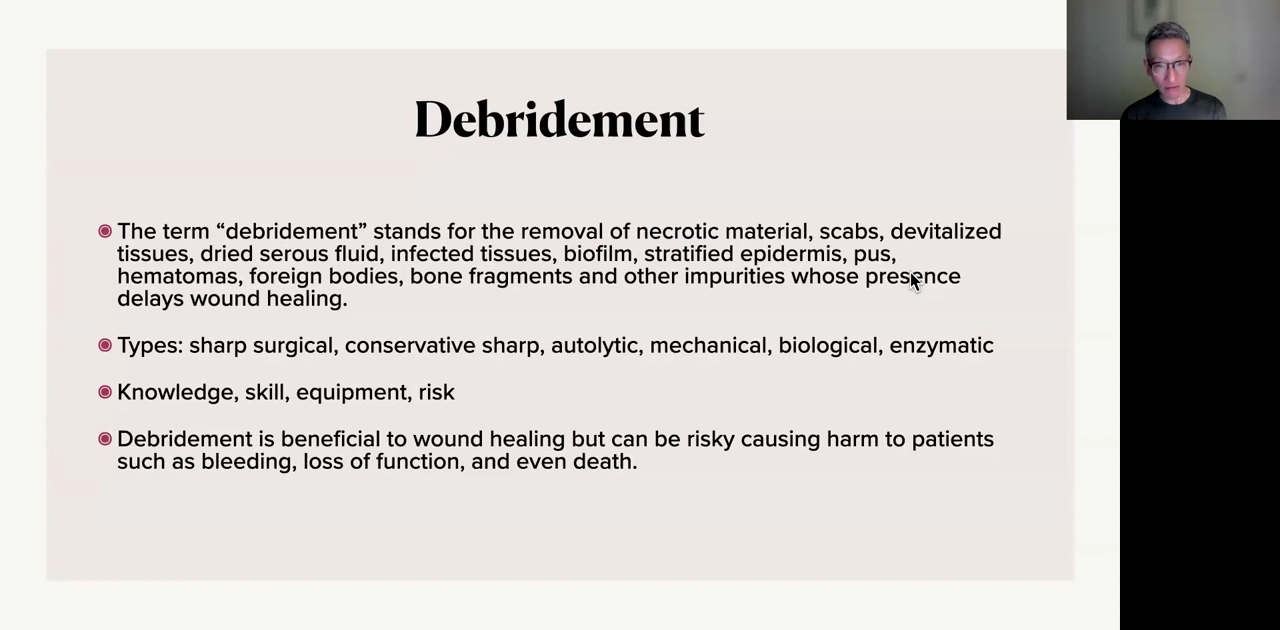 Debridement
The term “debridement” stands for the removal of necrotic material, scabs, devitalized
tissues, dried serous fluid, infected tissues, biofilm, stratified epidermis, pus,
hematomas, foreign bodies, bone fragments and other impurities whose presence
delays wound healing.
Types: sharp surgical, conservative sharp, autolytic, mechanical, biological, enzymatic
Knowledge, skill, equipment, risk
Debridement is beneficial to wound healing but can be risky causing harm to patients
such as bleeding, loss of function, and even death.